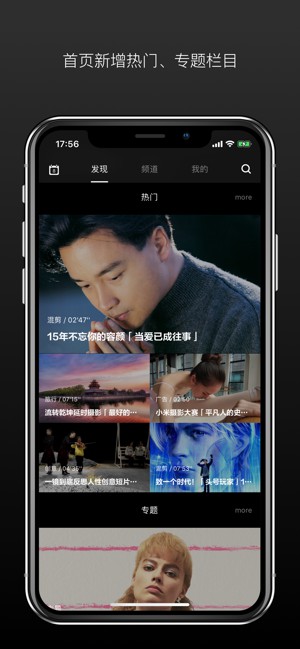 首页新增热门、专题栏目
17:56
发现
频道
我的
热门
more
混剪 / 02'47''
15年不忘你的容颜「当爱已成往事」
旅行 / 07'15''
流转乾坤延时摄影「最好的…
广告 / 03'50''
小米摄影大赛「平凡人的史…
创意 / 04'35''
一镜到底反思人性创意短片…
混剪 / 07'53''
致一个时代！「头号玩家」1…
专题
more